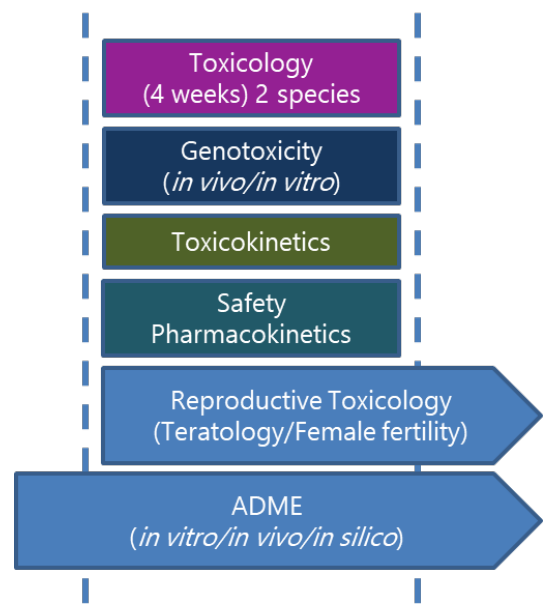 Toxicology
(4 weeks) 2 species
Genotoxicity
(in vivo/in vitro)
Toxicokinetics
Safety
Pharmacokinetics
Reproductive Toxicology
(Teratology/Female fertility)
ADME
(in vitro/in vivo/in silico)